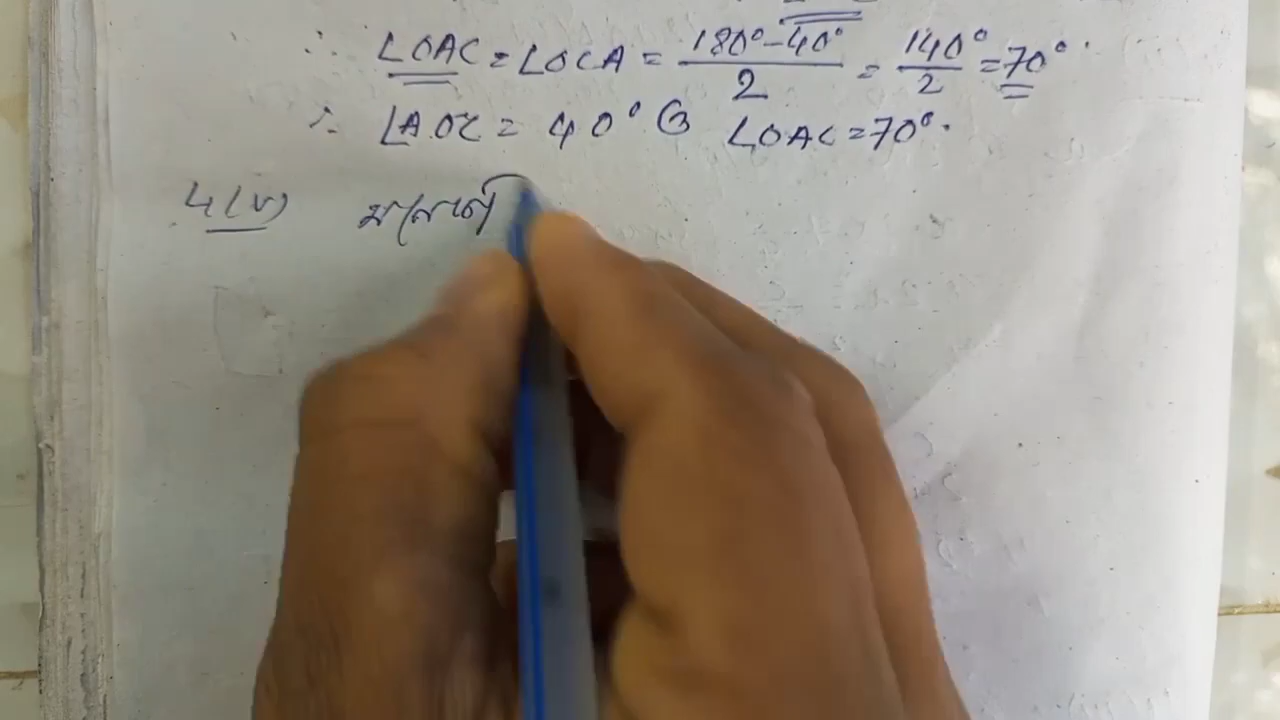 ∴ ∠OAC = ∠OCA = (180° - 40°)/2 = 140°/2 = 70°.
∴ ∠AOC = 40° ও ∠OAC = 70°.
4(v)